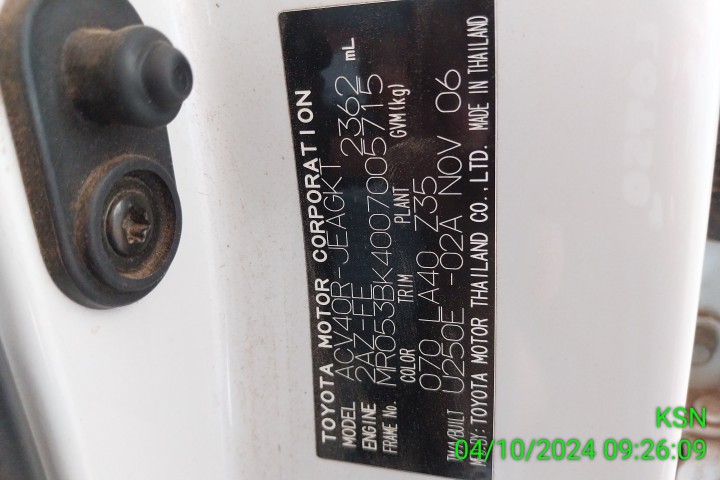 TOYOTA MOTOR CORPORATION
MODEL ACV40R-JEAGKT 2362 mL
ENGINE 2AZ-FE
FRAME No. MR053BK4007005715
COLOR TRIM PLANT GVM(kg)
070 LA40 Z35
T/M/A/BUILT U250E -02A NOV 06
MFD BY: TOYOTA MOTOR THAILAND CO.,LTD. MADE IN THAILAND
KSN
04/10/2024 09:26:09